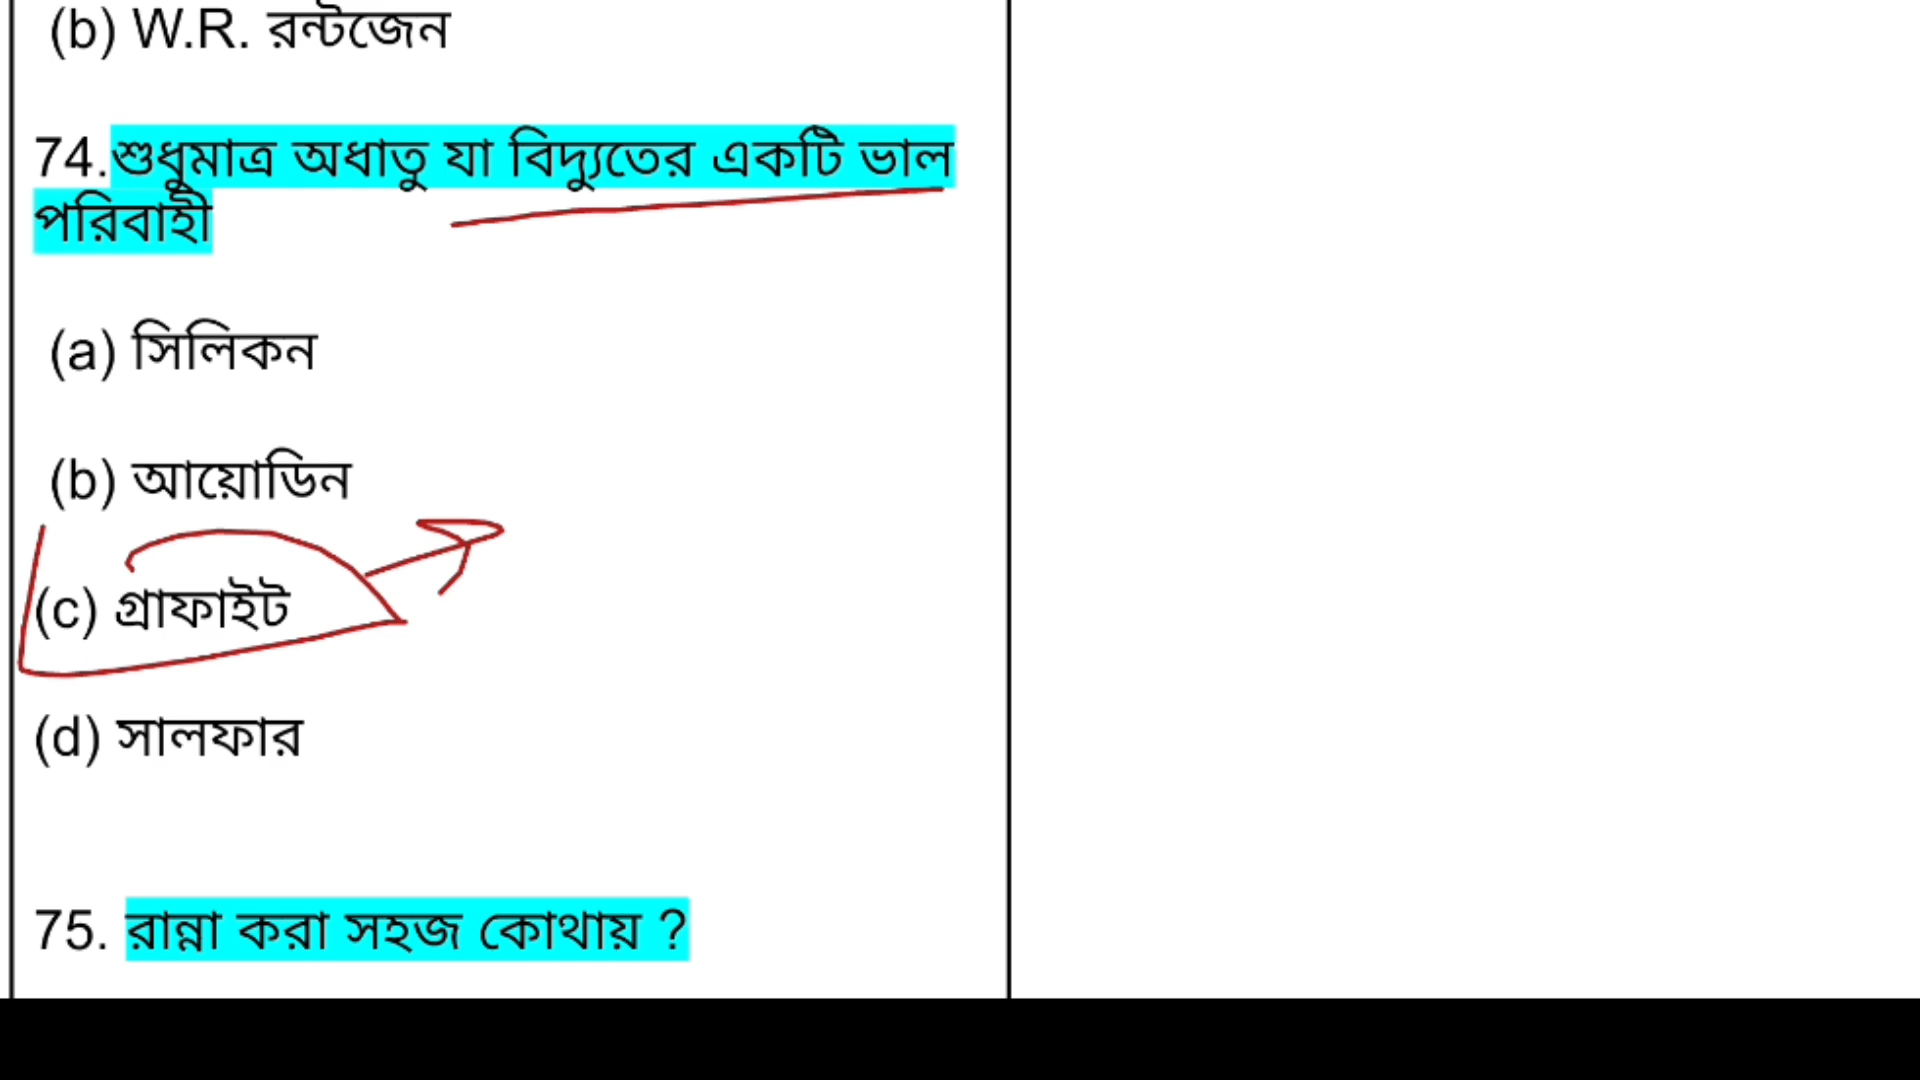 (b) W.R. রন্টজেন
74.শুধুমাত্র অধাতু যা বিদ্যুতের একটি ভাল
পরিবাহী
(a) সিলিকন
(b) আয়োডিন
(c) গ্রাফাইট
(d) সালফার
75. রান্না করা সহজ কোথায় ?